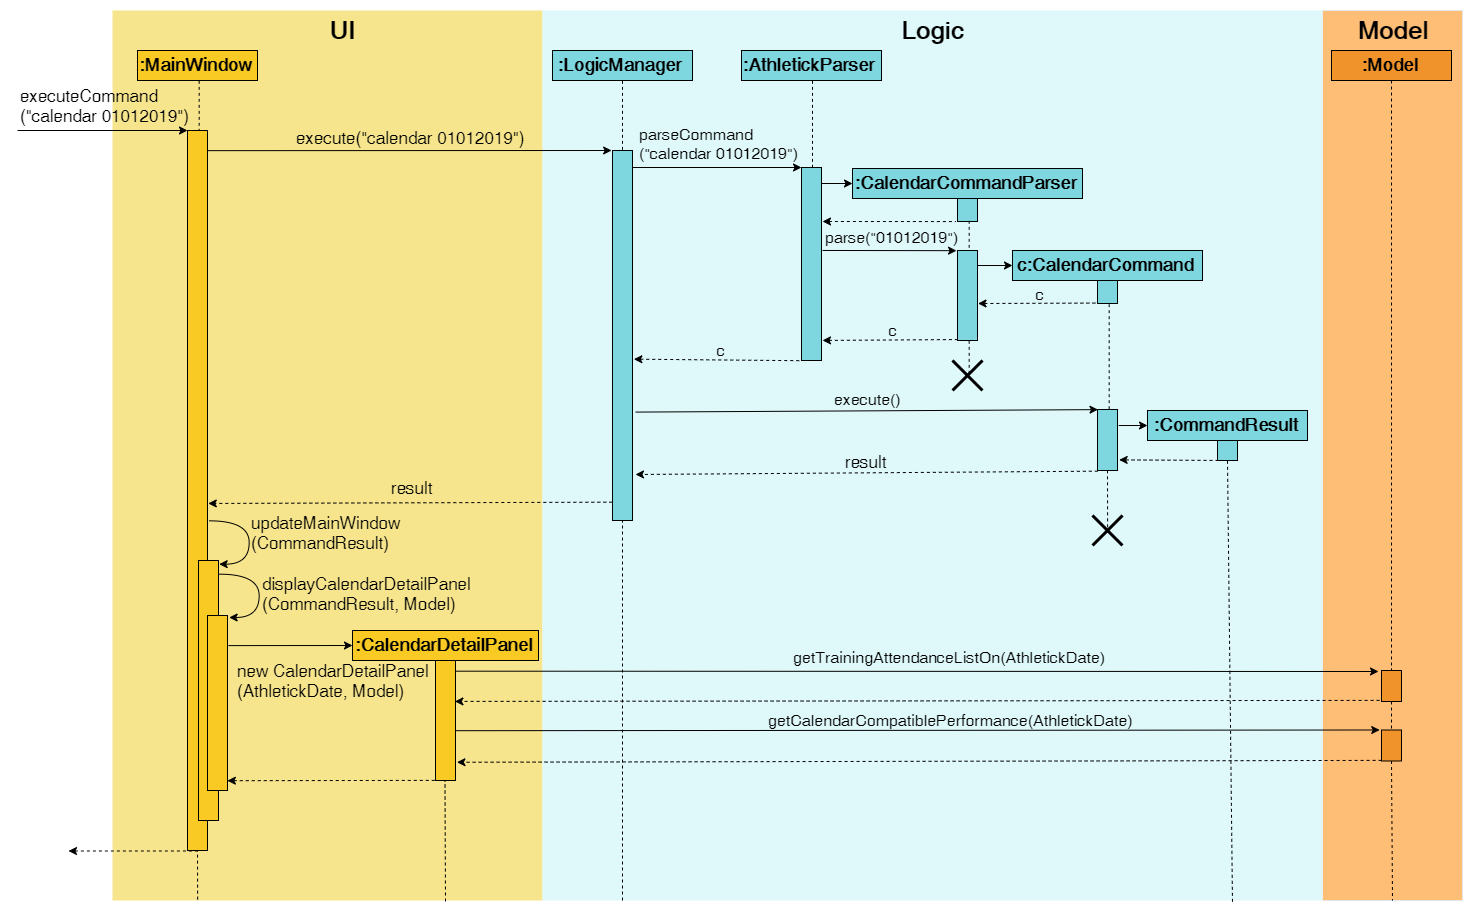 UI
Logic
Model
:MainWindow
:LogicManager
:AthletickParser
:Model
executeCommand
("calendar 01012019")
execute("calendar 01012019")
parseCommand
("calendar 01012019")
:CalendarCommandParser
parse("01012019")
c:CalendarCommand
c
c
c
execute()
:CommandResult
result
result
updateMainWindow
(CommandResult)
displayCalendarDetailPanel
(CommandResult, Model)
:CalendarDetailPanel
new CalendarDetailPanel
(AthletickDate, Model)
getTrainingAttendanceListOn(AthletickDate)
getCalendarCompatiblePerformance(AthletickDate)